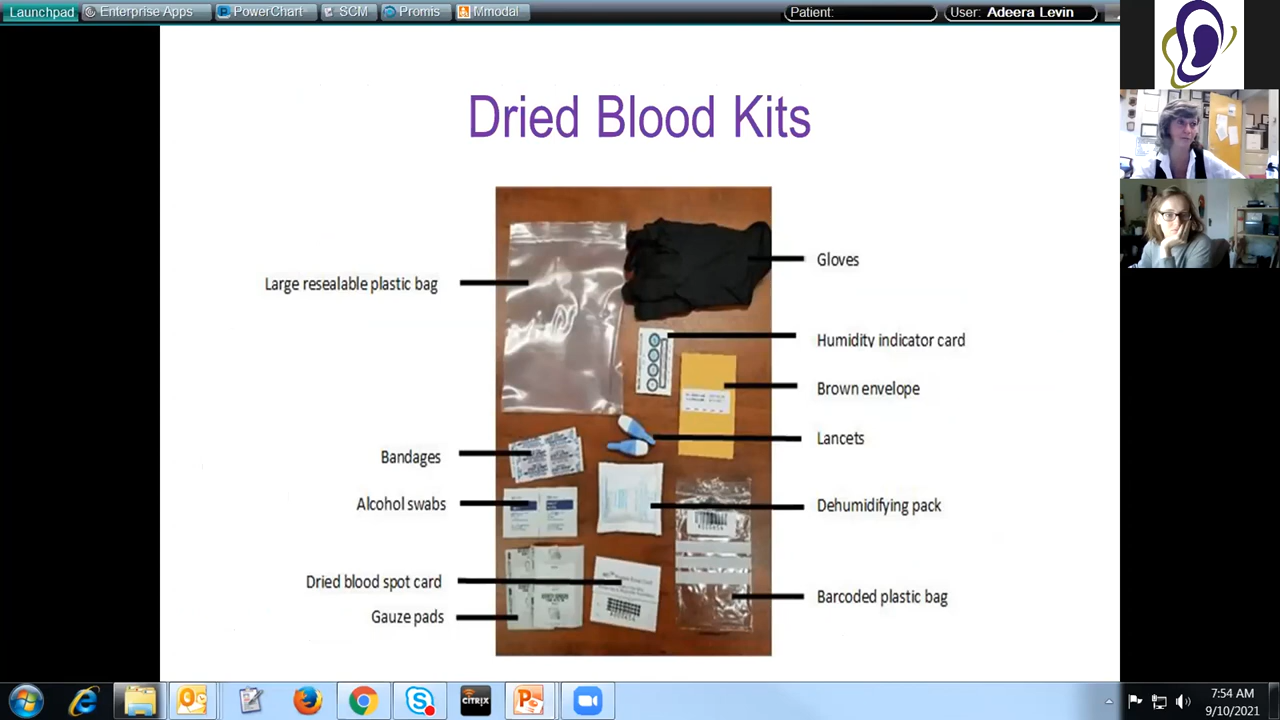 Launchpad
Enterprise Apps
PowerChart
SCM
Promis
Mmodal
Patient:
User: Adeera Levin
Dried Blood Kits
Large resealable plastic bag
Gloves
Humidity indicator card
Brown envelope
Lancets
Bandages
Alcohol swabs
Dehumidifying pack
Dried blood spot card
Barcoded plastic bag
Gauze pads
CITRIX
7:54 AM
9/10/2021